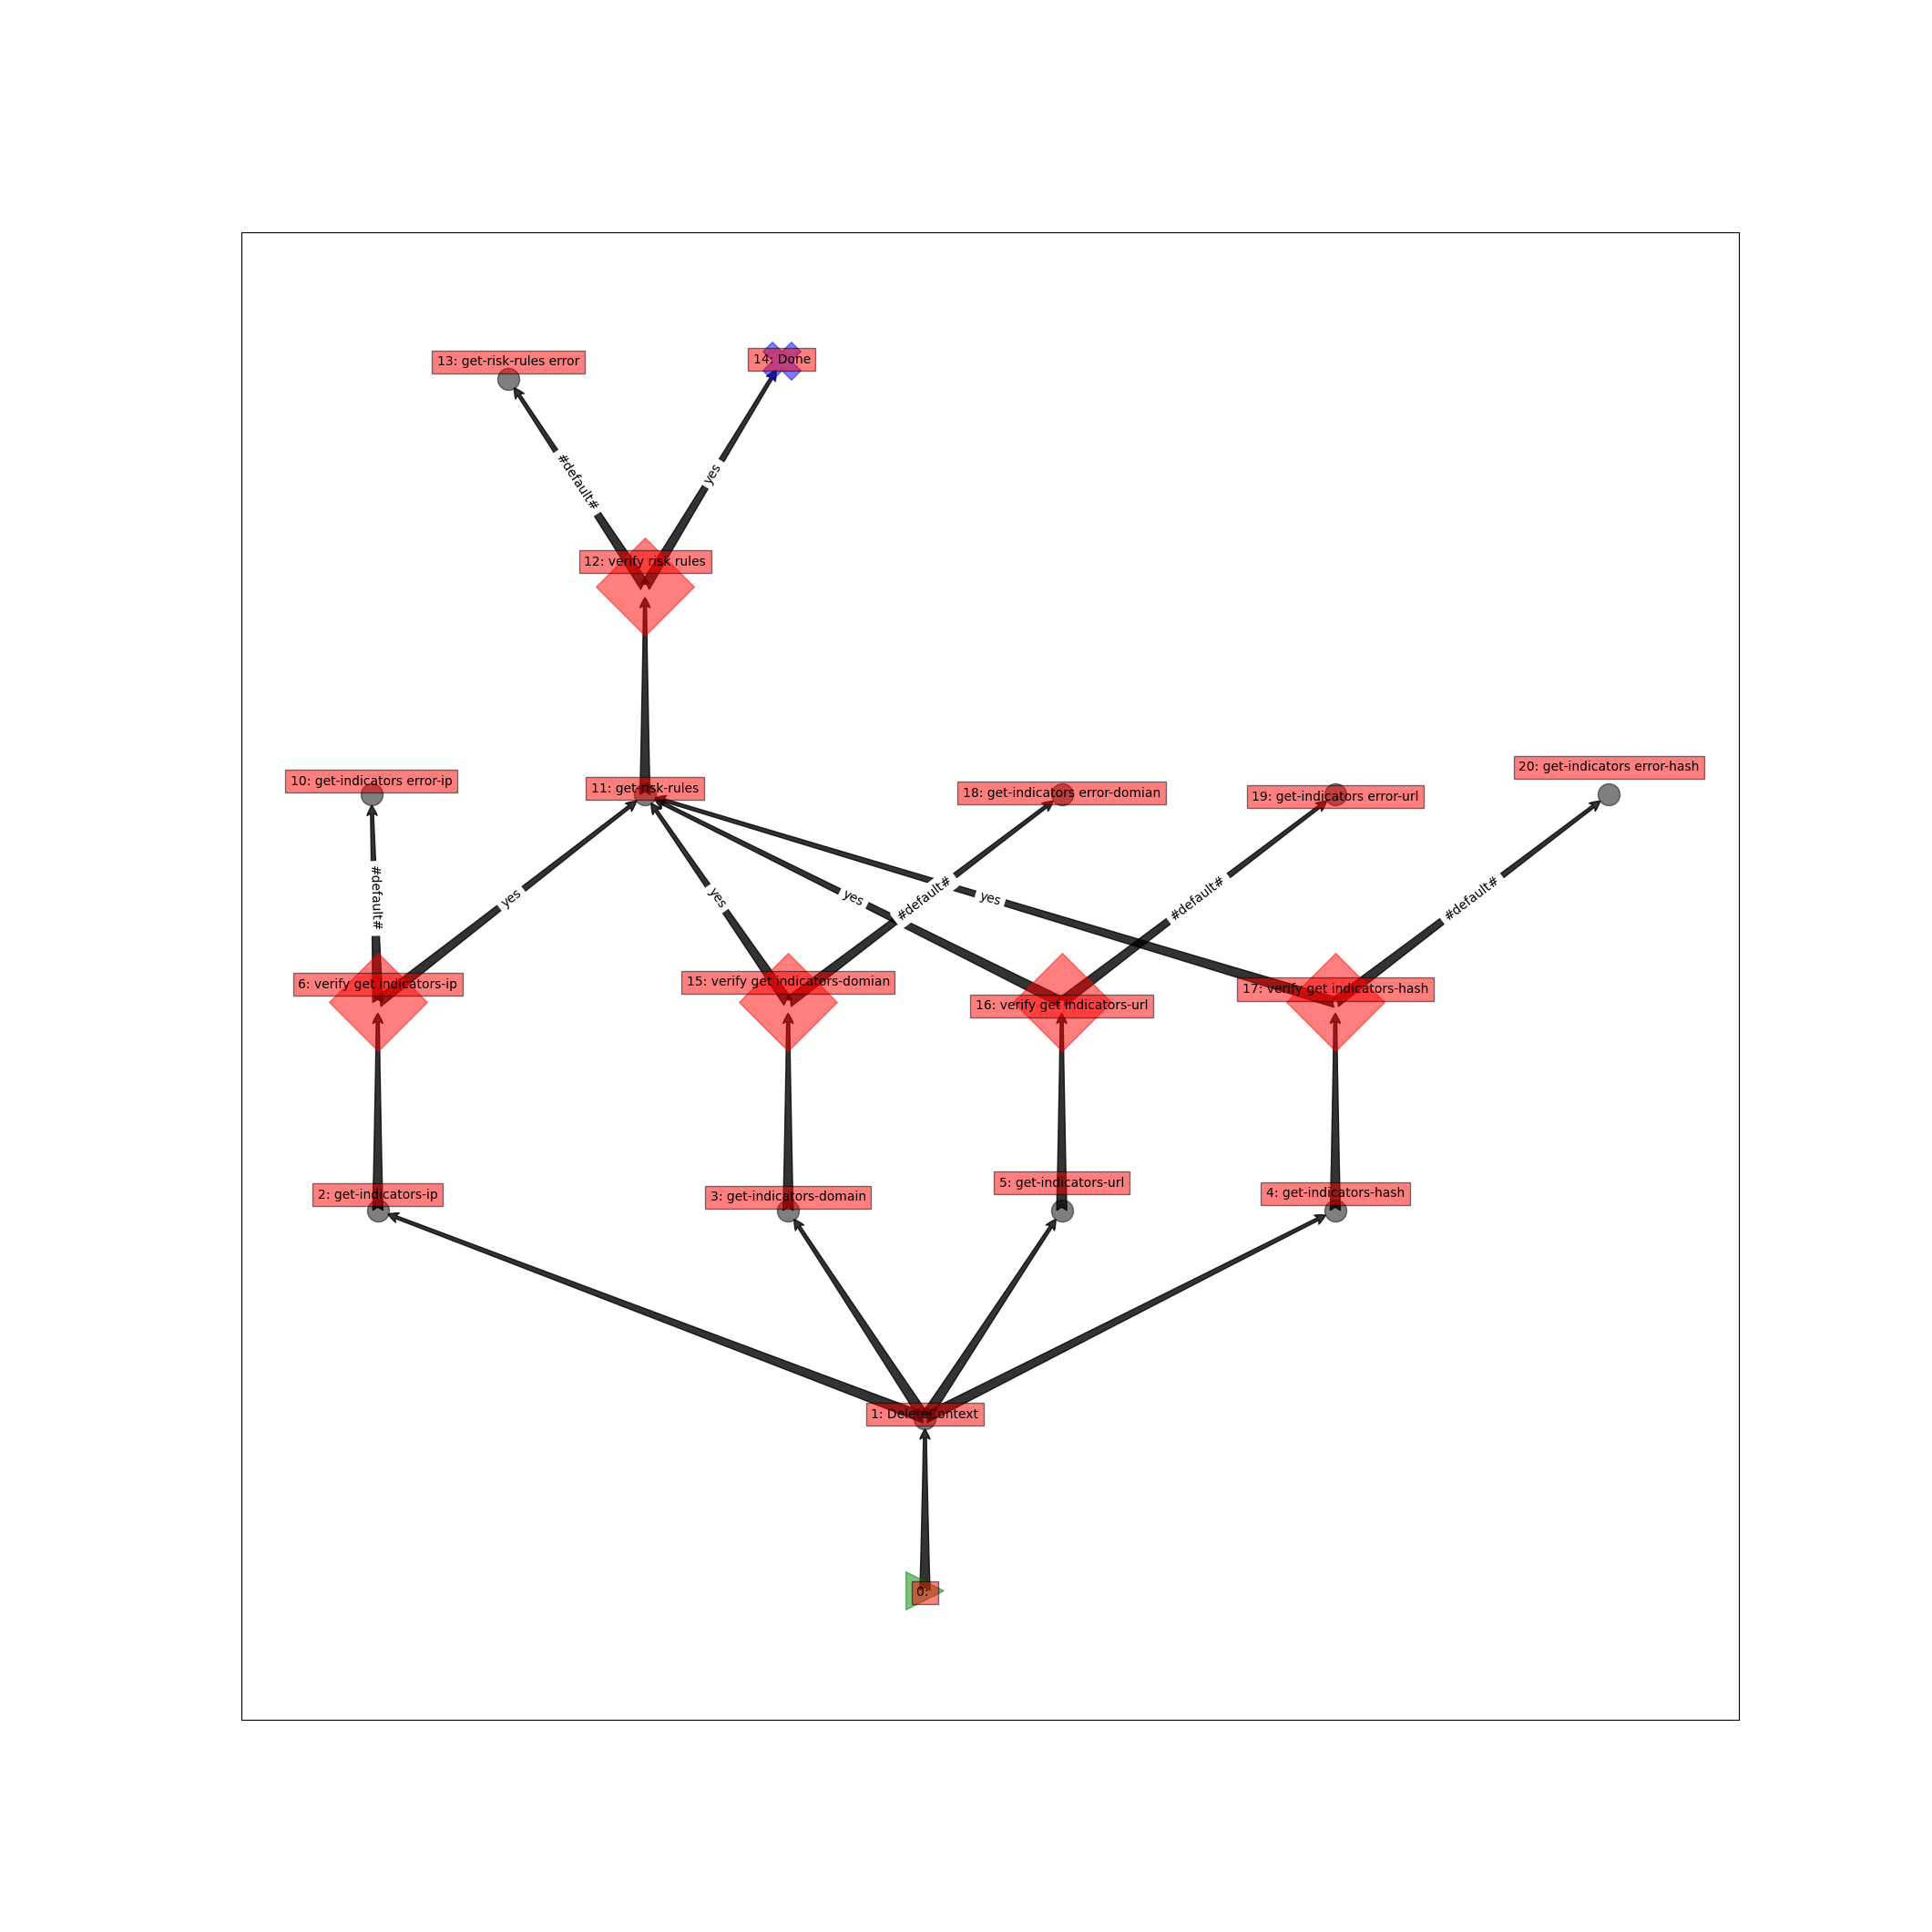 13: get-risk-rules error
14: Done
#default#
yes
12: verify risk rules
10: get-indicators error-ip
11: get-risk-rules
18: get-indicators error-domian
19: get-indicators error-url
20: get-indicators error-hash
#default#
yes
yes
yes
#default#
yes
#default#
#default#
6: verify get indicators-ip
15: verify get indicators-domian
16: verify get indicators-url
17: verify get indicators-hash
2: get-indicators-ip
3: get-indicators-domain
5: get-indicators-url
4: get-indicators-hash
1: DeleteContext
0: